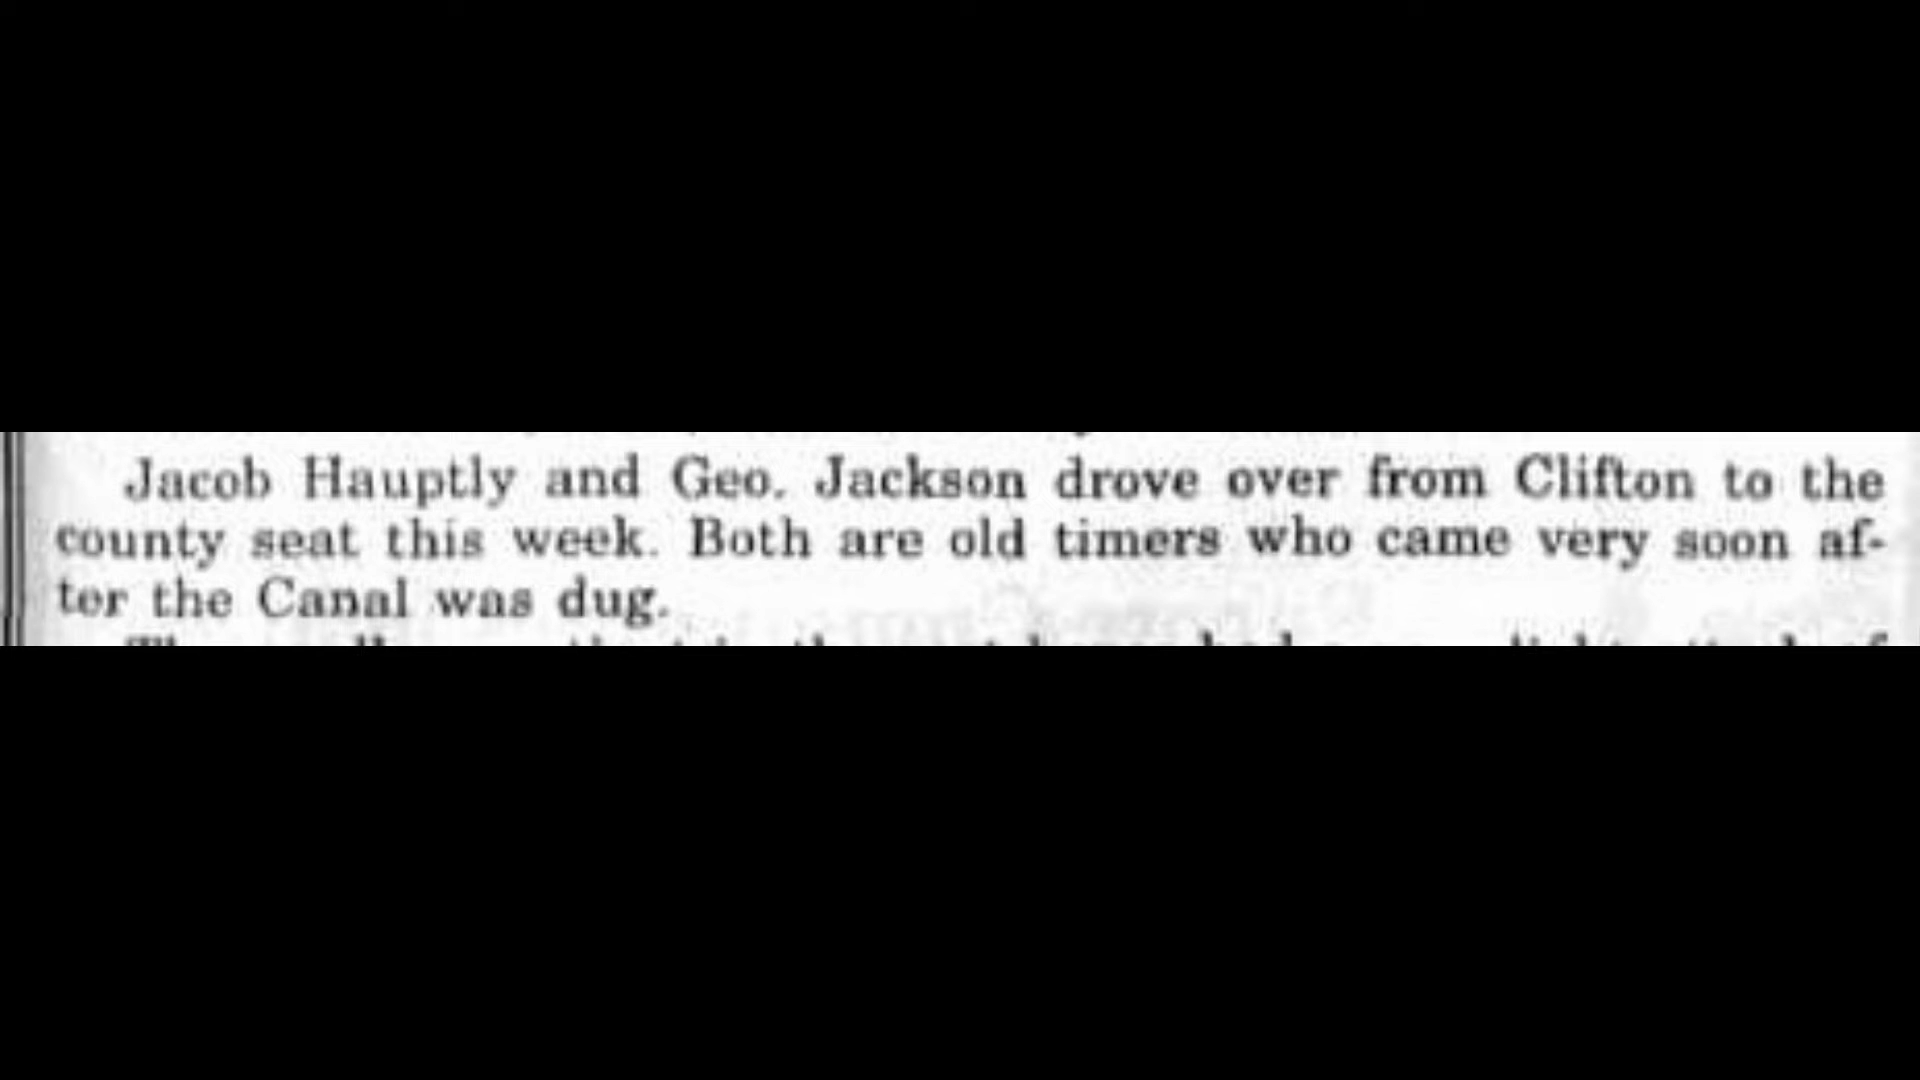 Jacob Hauptly and Geo. Jackson drove over from Clifton to the
county seat this week. Both are old timers who came very soon af-
ter the Canal was dug.